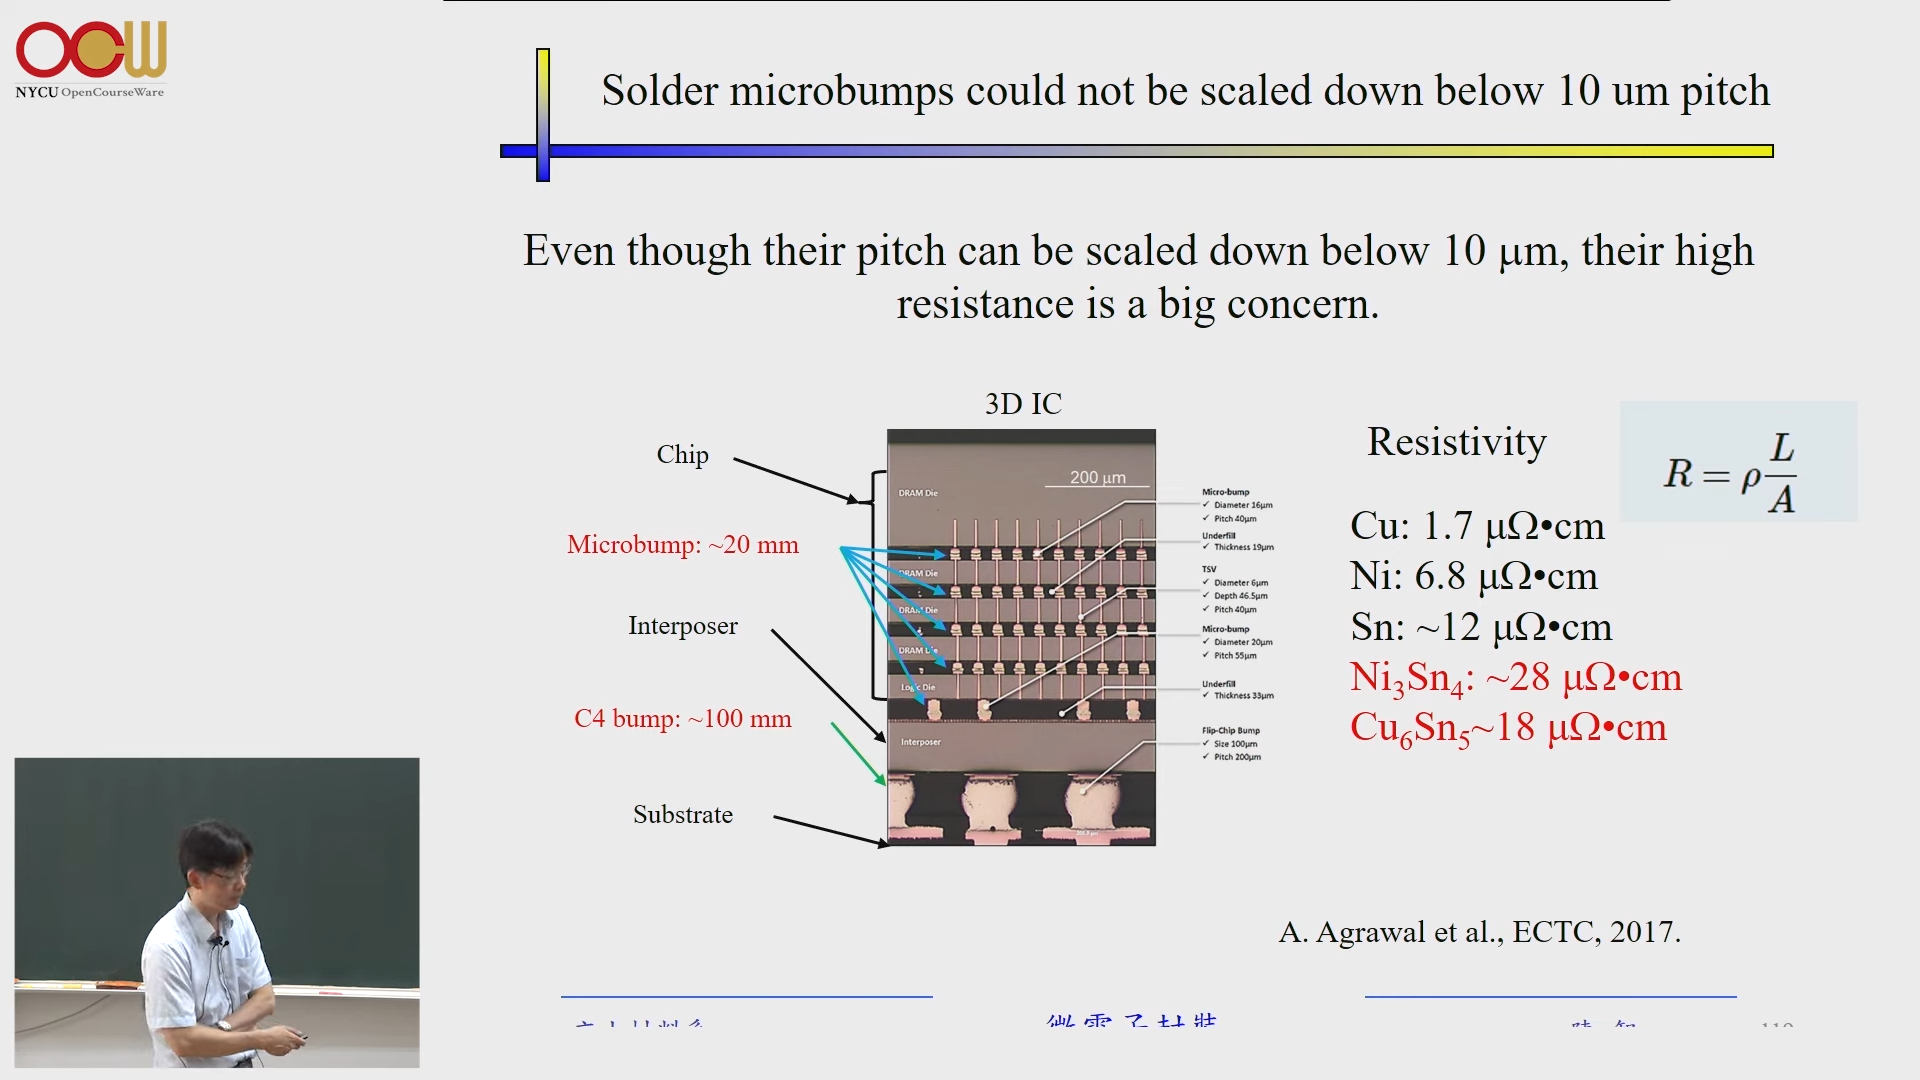 OCW
NYCU OpenCourseWare
Solder microbumps could not be scaled down below 10 um pitch
Even though their pitch can be scaled down below 10 μm, their high
resistance is a big concern.
3D IC
Chip
Microbump: ~20 mm
Interposer
C4 bump: ~100 mm
Substrate
200 μm
DRAM Die
DRAM Die
DRAM Die
DRAM Die
Logic Die
Interposer
Micro-bump
✓ Diameter 16μm
✓ Pitch 40μm
Underfill
✓ Thickness 19μm
TSV
✓ Diameter 6μm
✓ Depth 46.5μm
✓ Pitch 40μm
Micro-bump
✓ Diameter 20μm
✓ Pitch 55μm
Underfill
✓ Thickness 33μm
Flip-Chip Bump
✓ Size 100μm
✓ Pitch 200μm
Resistivity
R = ρ L/A
Cu: 1.7 μΩ•cm
Ni: 6.8 μΩ•cm
Sn: ~12 μΩ•cm
Ni₃Sn₄: ~28 μΩ•cm
Cu₆Sn₅~18 μΩ•cm
A. Agrawal et al., ECTC, 2017.
微電子封裝